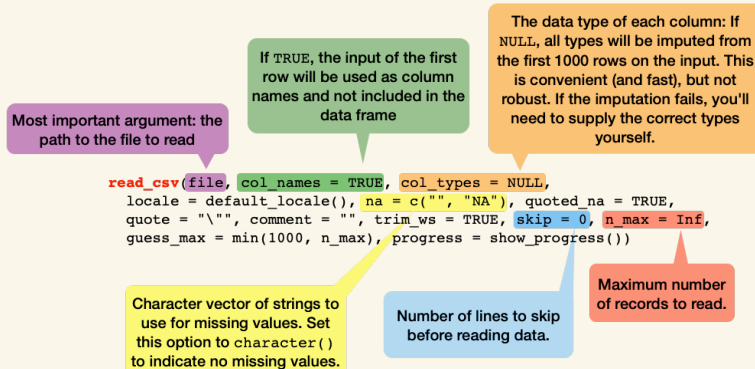 The data type of each column: If
NULL, all types will be imputed from
the first 1000 rows on the input. This
is convenient (and fast), but not
robust. If the imputation fails, you'll
need to supply the correct types
yourself.
If TRUE, the input of the first
row will be used as column
names and not included in the
data frame
Most important argument: the
path to the file to read
read_csv(file, col_names = TRUE, col_types = NULL,
locale = default_locale(), na = c("", "NA"), quoted_na = TRUE,
quote = "\"", comment = "", trim_ws = TRUE, skip = 0, n_max = Inf,
guess_max = min(1000, n_max), progress = show_progress())
Character vector of strings to
use for missing values. Set
this option to character()
to indicate no missing values.
Number of lines to skip
before reading data.
Maximum number
of records to read.